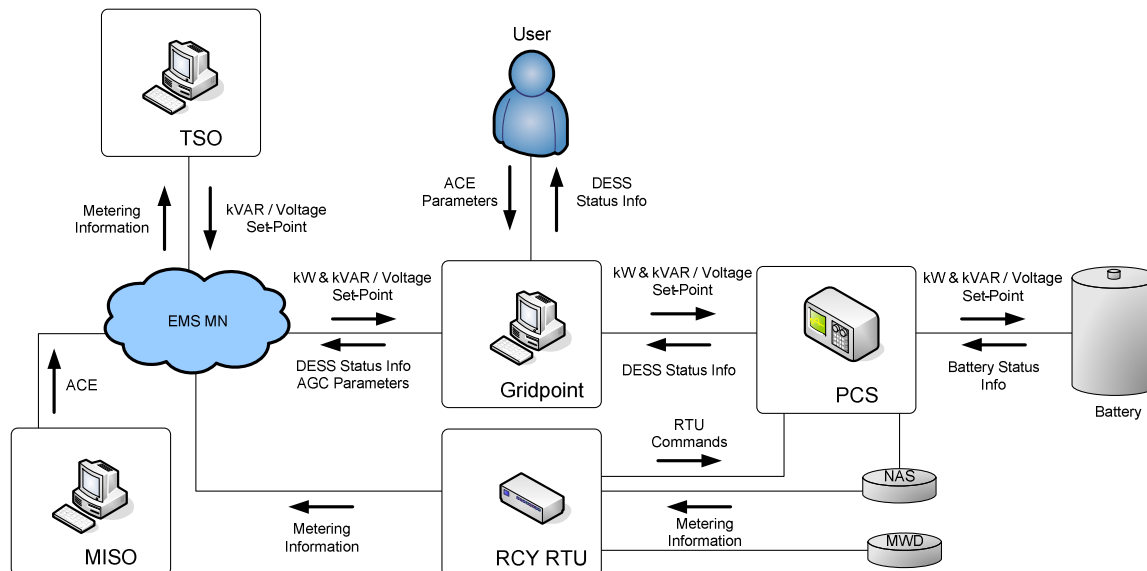 User
TSO
Metering
Information
kVAR / Voltage
Set-Point
ACE
Parameters
DESS
Status Info
EMS MN
kW & kVAR / Voltage
Set-Point
DESS Status Info
AGC Parameters
Gridpoint
kW & kVAR / Voltage
Set-Point
DESS Status Info
PCS
kW & kVAR / Voltage
Set-Point
Battery Status
Info
Battery
ACE
MISO
Metering
Information
RTU
Commands
RCY RTU
Metering
Information
NAS
MWD